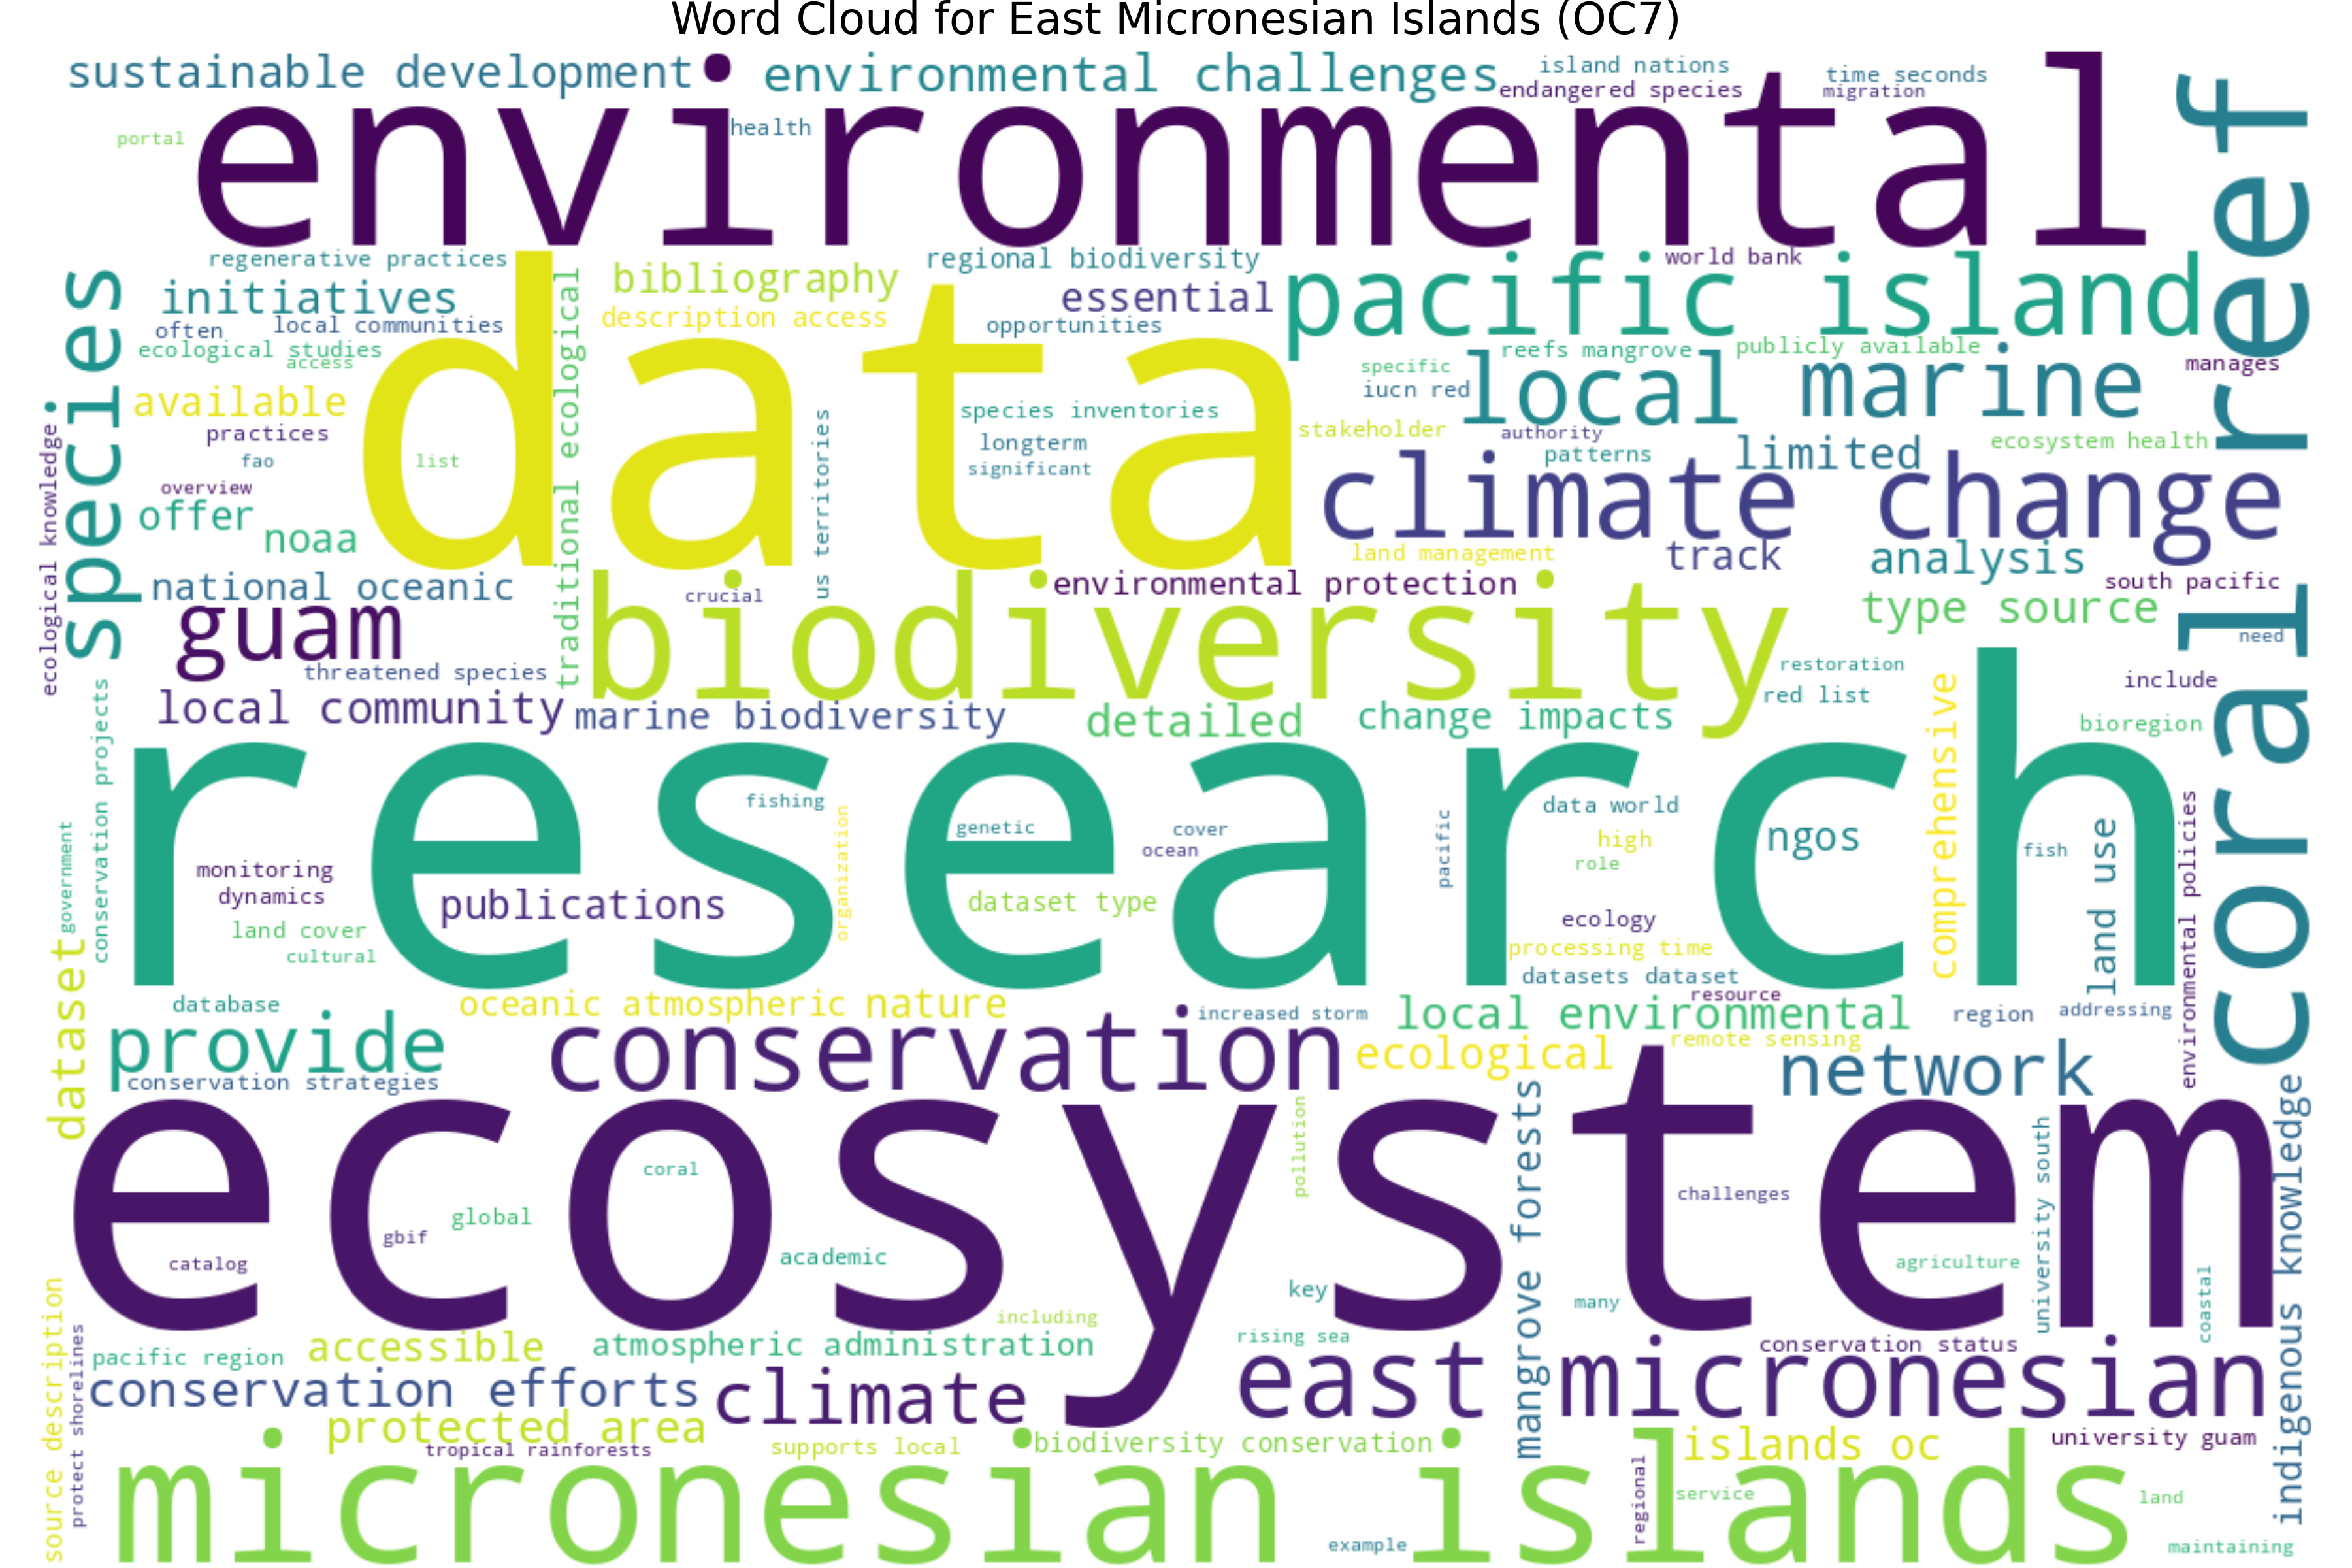 Word Cloud for East Micronesian Islands (OC7)
sustainable development
environmental challenges
island nations
endangered species
time seconds
migration
portal
environmental
health
coral reef
regenerative practices
regional biodiversity
world bank
species
initiatives
bibliography
essential
pacific island
often
local communities
description access
opportunities
ecological studies
access
traditional ecological
data
reefs mangrove
publicly available
manages
specific
iucn red
local marine
available
practices
species inventories
stakeholder
authority
longterm
patterns
limited
ecosystem health
fao
list
significant
us territories
ecological knowledge
overview
offer
noaa
climate change
land management
track
analysis
national oceanic
crucial
environmental protection
south pacific
guam
biodiversity
type source
need
threatened species
restoration
red list
include
local community
marine biodiversity
detailed
change impacts
comprehensive
bioregion
conservation projects
research
fishing
genetic
cover
ocean
pacific
data world
high
role
ngos
fish
land use
environmental policies
government
organization
monitoring
dynamics
publications
dataset type
ecology
land cover
cultural
processing time
datasets dataset
dataset
database
oceanic atmospheric
nature
increased storm
resource
local environmental
region
addressing
provide
conservation
ecological
remote sensing
network
conservation strategies
ecosystem
pollution
mangrove forests
university south
indigenous knowledge
coral
challenges
global
gbif
catalog
academic
agriculture
key
many
coastal
source description
protect shorelines
including
rising sea
pacific region
accessible
atmospheric administration
conservation status
conservation efforts
climate
east micronesian
protected area
tropical rainforests
supports local
biodiversity conservation
islands oc
university guam
micronesian islands
regional
service
land
example
maintaining